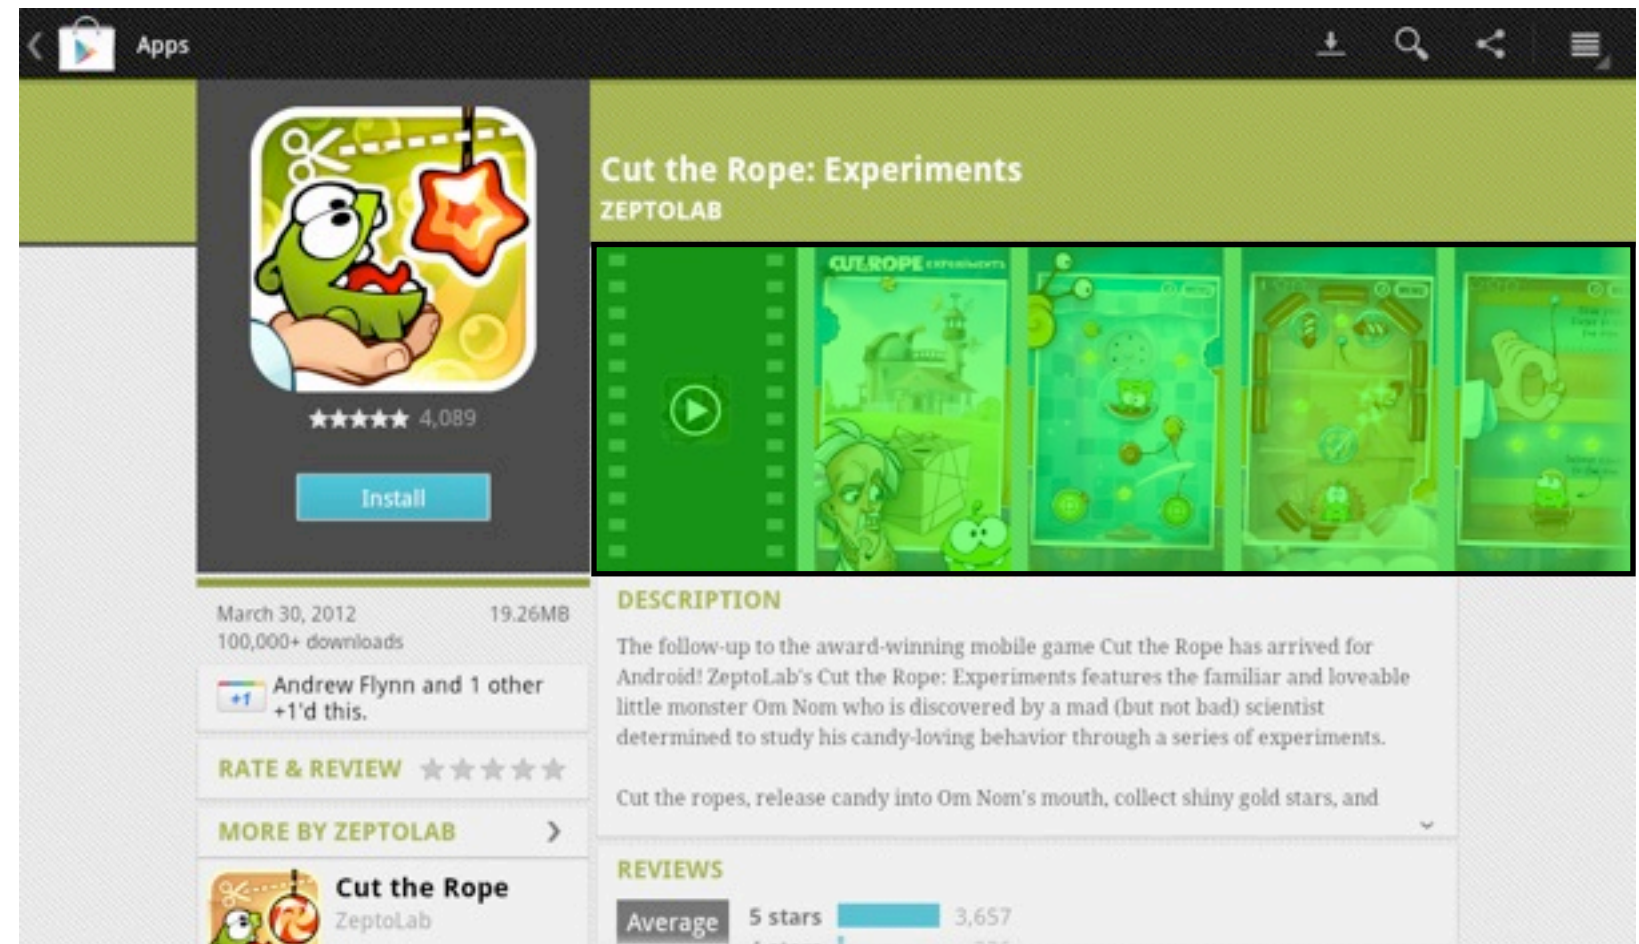 Apps
Cut the Rope: Experiments
ZEPTOLAB
CUT THE ROPE EXPERIMENTS
4,089
Install
March 30, 2012 19.26MB
100,000+ downloads
+1 Andrew Flynn and 1 other
+1'd this.
RATE & REVIEW
MORE BY ZEPTOLAB
Cut the Rope
ZeptoLab
DESCRIPTION
The follow-up to the award-winning mobile game Cut the Rope has arrived for
Android! ZeptoLab's Cut the Rope: Experiments features the familiar and loveable
little monster Om Nom who is discovered by a mad (but not bad) scientist
determined to study his candy-loving behavior through a series of experiments.
Cut the ropes, release candy into Om Nom's mouth, collect shiny gold stars, and
REVIEWS
Average
5 stars 3,657